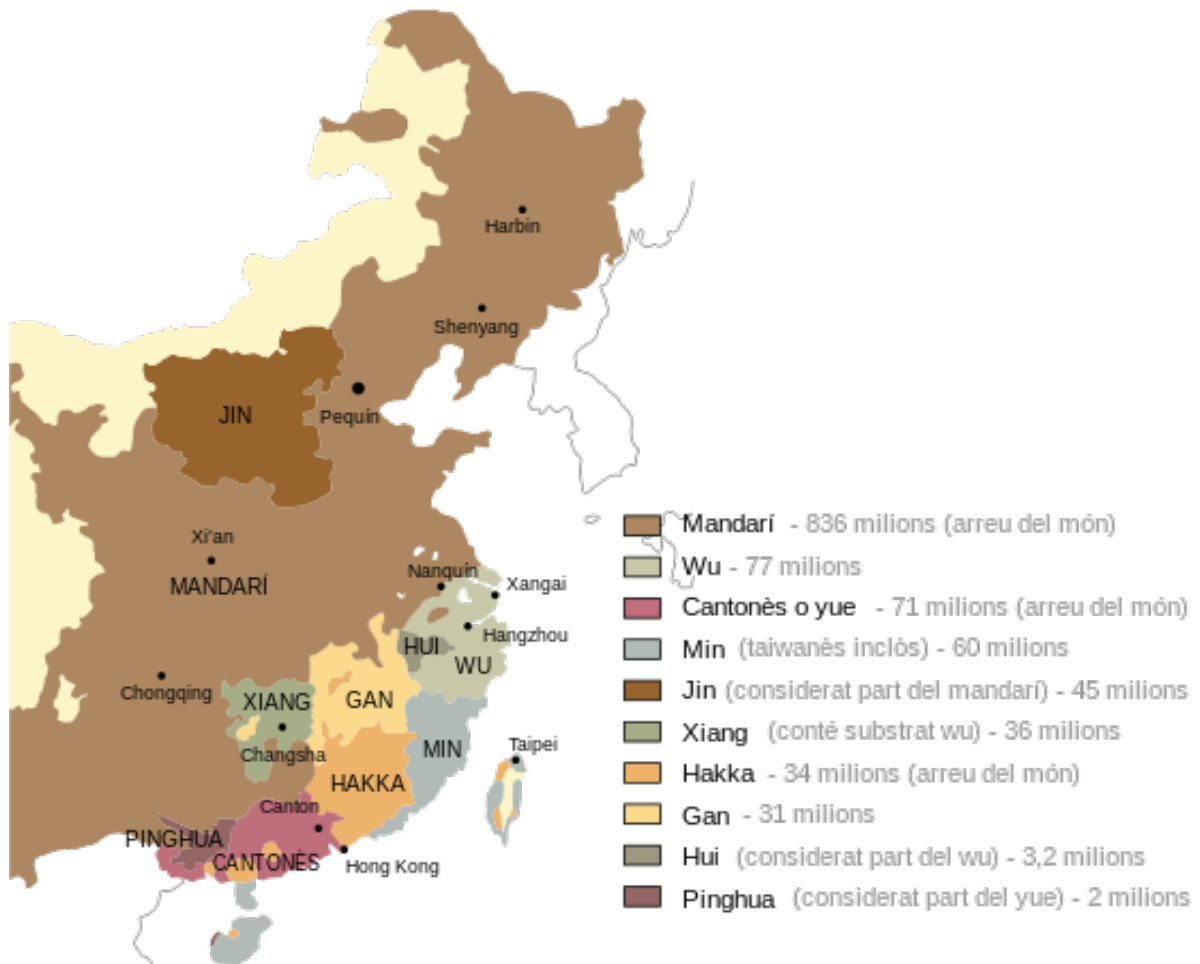 Harbin
Shenyang
JIN
Pequín
Xi'an
MANDARÍ
Nanquín
Xangai
Hangzhou
HUI
WU
Chongqing
XIANG
GAN
Changsha
MIN
Taipei
HAKKA
Canton
PINGHUA
CANTONÈS
Hong Kong
Mandarí - 836 milions (arreu del món)
Wu - 77 milions
Cantonès o yue - 71 milions (arreu del món)
Min (taiwanès inclòs) - 60 milions
Jin (considerat part del mandarí) - 45 milions
Xiang (conté substrat wu) - 36 milions
Hakka - 34 milions (arreu del món)
Gan - 31 milions
Hui (considerat part del wu) - 3,2 milions
Pinghua (considerat part del yue) - 2 milions